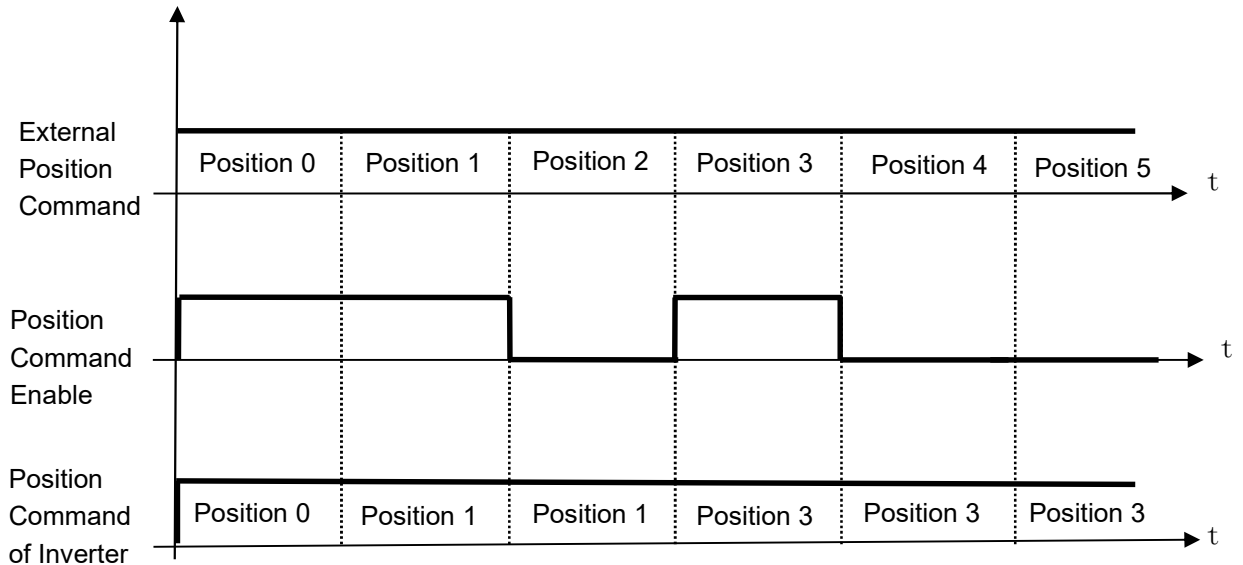 External
Position
Command
Position 0 Position 1 Position 2 Position 3 Position 4 Position 5 t
Position
Command
Enable
t
Position
Command
of Inverter
Position 0 Position 1 Position 1 Position 3 Position 3 Position 3 t